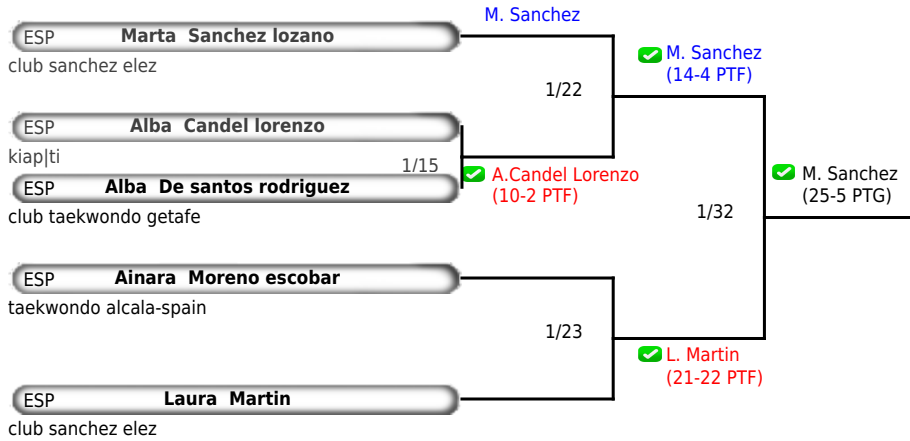 M. Sanchez
ESP Marta Sanchez lozano
club sanchez elez
M. Sanchez
(14-4 PTF)
1/22
ESP Alba Candel lorenzo
kiap|ti
1/15
A.Candel Lorenzo
(10-2 PTF)
ESP Alba De santos rodriguez
club taekwondo getafe
M. Sanchez
(25-5 PTG)
1/32
ESP Ainara Moreno escobar
taekwondo alcala-spain
1/23
L. Martin
(21-22 PTF)
ESP Laura Martin
club sanchez elez